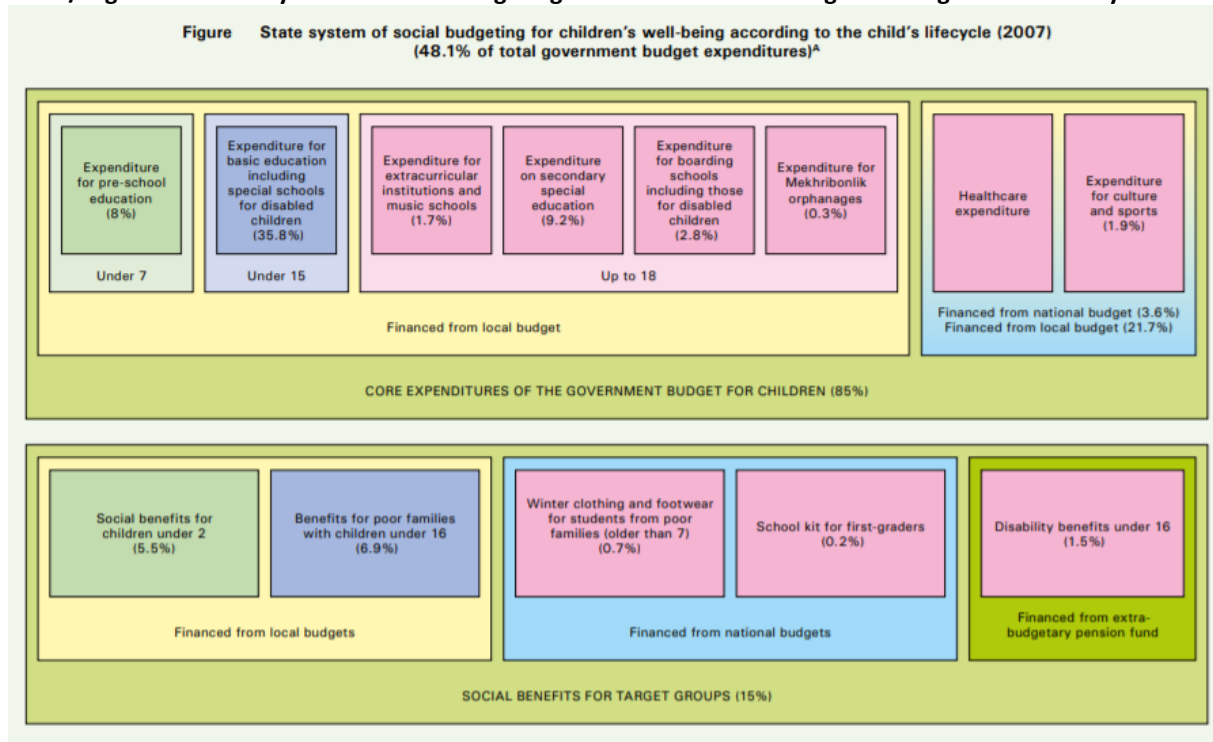 Figure State system of social budgeting for children's well-being according to the child's lifecycle (2007)
(48.1% of total government budget expenditures)A
Expenditure
for pre-school
education
(8%)
Under 7
Expenditure for
basic education
including
special schools
for disabled
children
(35.8%)
Under 15
Expenditure for
extracurricular
institutions and
music schools
(1.7%)
Expenditure
on secondary
special
education
(9.2%)
Expenditure
for boarding
schools
including those
for disabled
children
(2.8%)
Expenditure for
Mekhribonlik
orphanages
(0.3%)
Up to 18
Financed from local budget
Healthcare
expenditure
Expenditure
for culture
and sports
(1.9%)
Financed from national budget (3.6%)
Financed from local budget (21.7%)
CORE EXPENDITURES OF THE GOVERNMENT BUDGET FOR CHILDREN (85%)
Social benefits for
children under 2
(5.5%)
Benefits for poor families
with children under 16
(6.9%)
Financed from local budgets
Winter clothing and footwear
for students from poor
families (older than 7)
(0.7%)
School kit for first-graders
(0.2%)
Financed from national budgets
Disability benefits under 16
(1.5%)
Financed from extra-
budgetary pension fund
SOCIAL BENEFITS FOR TARGET GROUPS (15%)